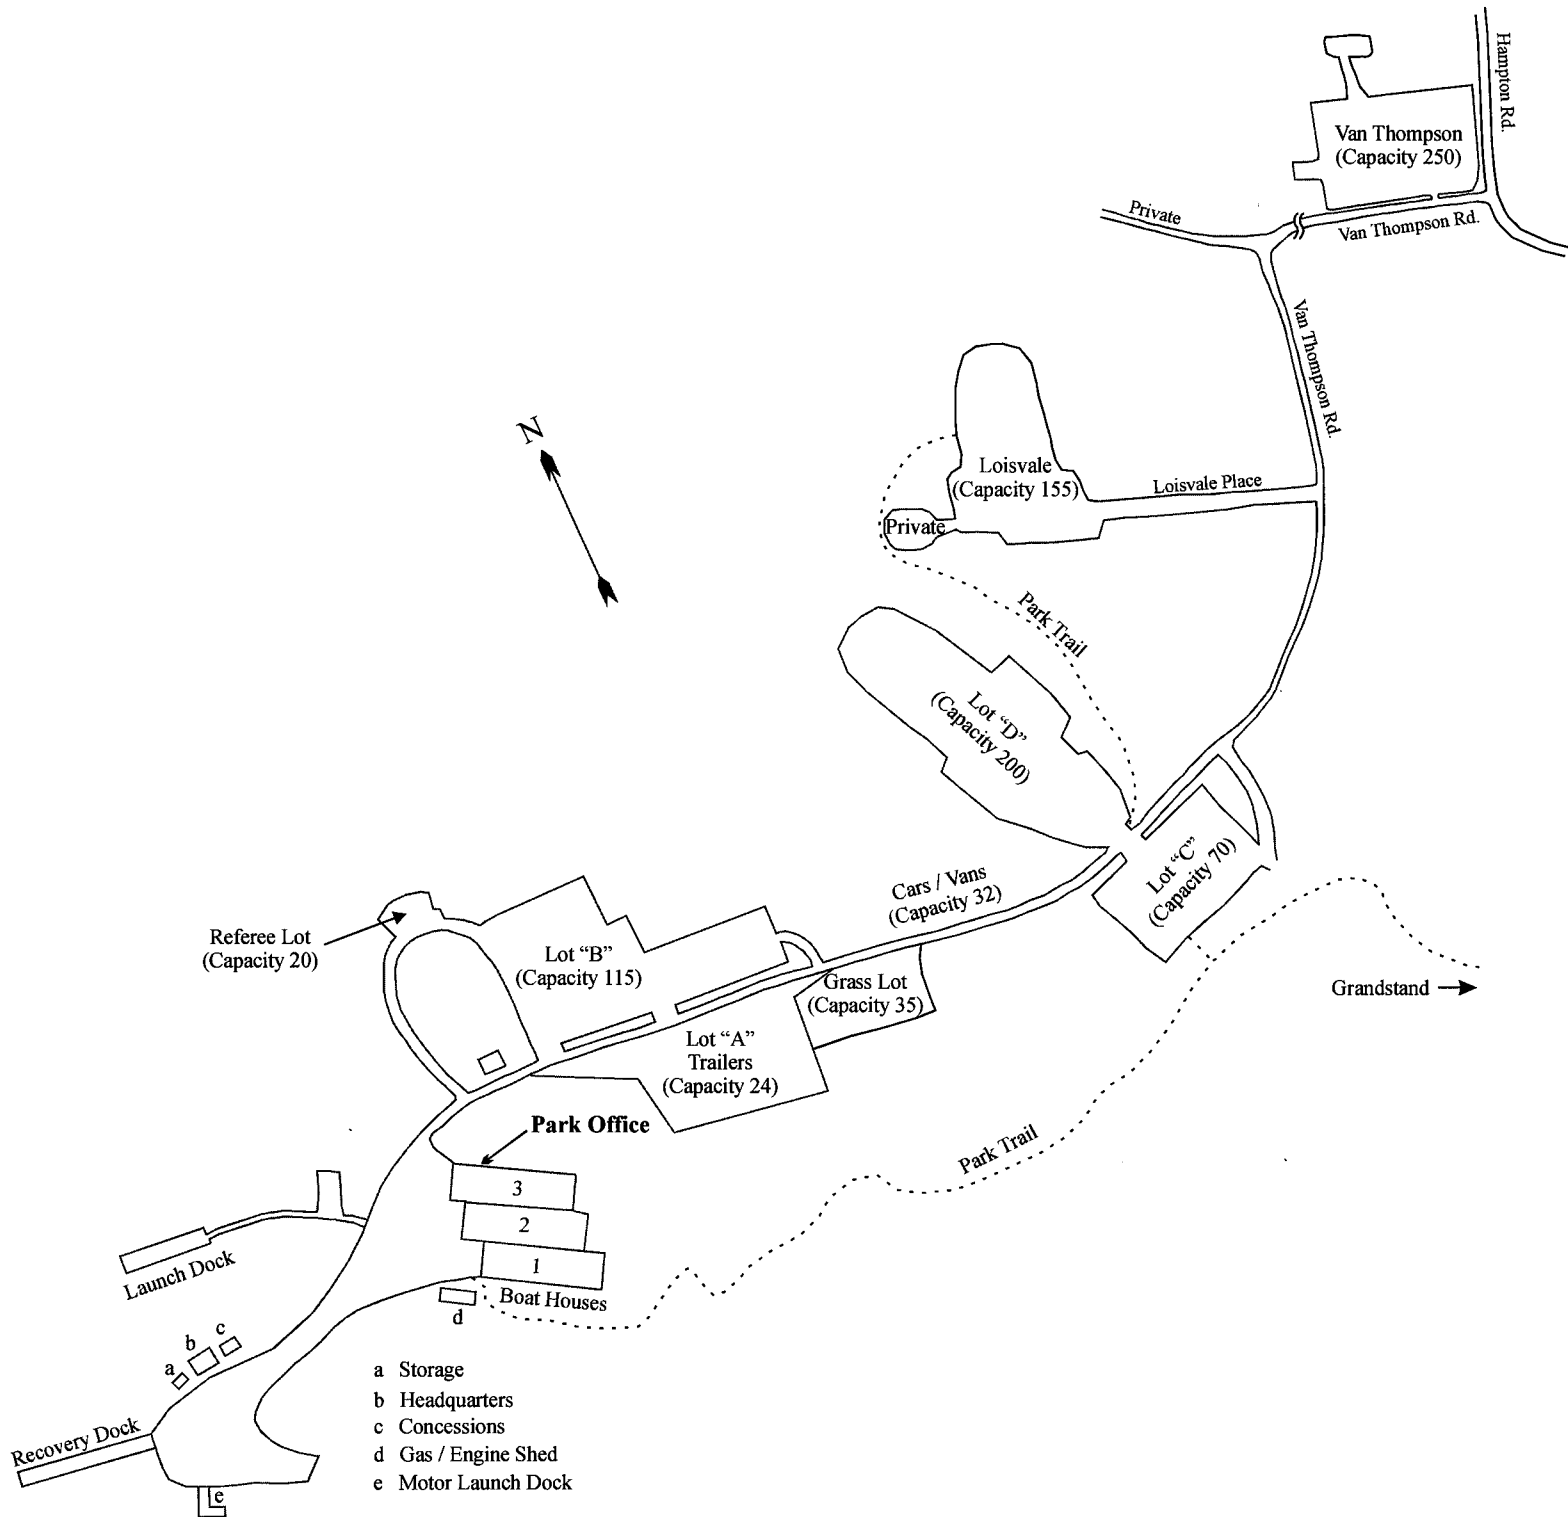 Hampton Rd.
Van Thompson
(Capacity 250)
Private
Van Thompson Rd.
Van Thompson Rd.
N
Loisvale
(Capacity 155)
Loisvale Place
Private
Park Trail
Lot “D”
(Capacity 200)
Lot “C”
(Capacity 70)
Cars / Vans
(Capacity 32)
Referee Lot
(Capacity 20)
Lot “B”
(Capacity 115)
Grass Lot
(Capacity 35)
Grandstand
Lot “A”
Trailers
(Capacity 24)
Park Office
Park Trail
3
2
1
Boat Houses
d
Launch Dock
c
b
a
Recovery Dock
e
a Storage
b Headquarters
c Concessions
d Gas / Engine Shed
e Motor Launch Dock